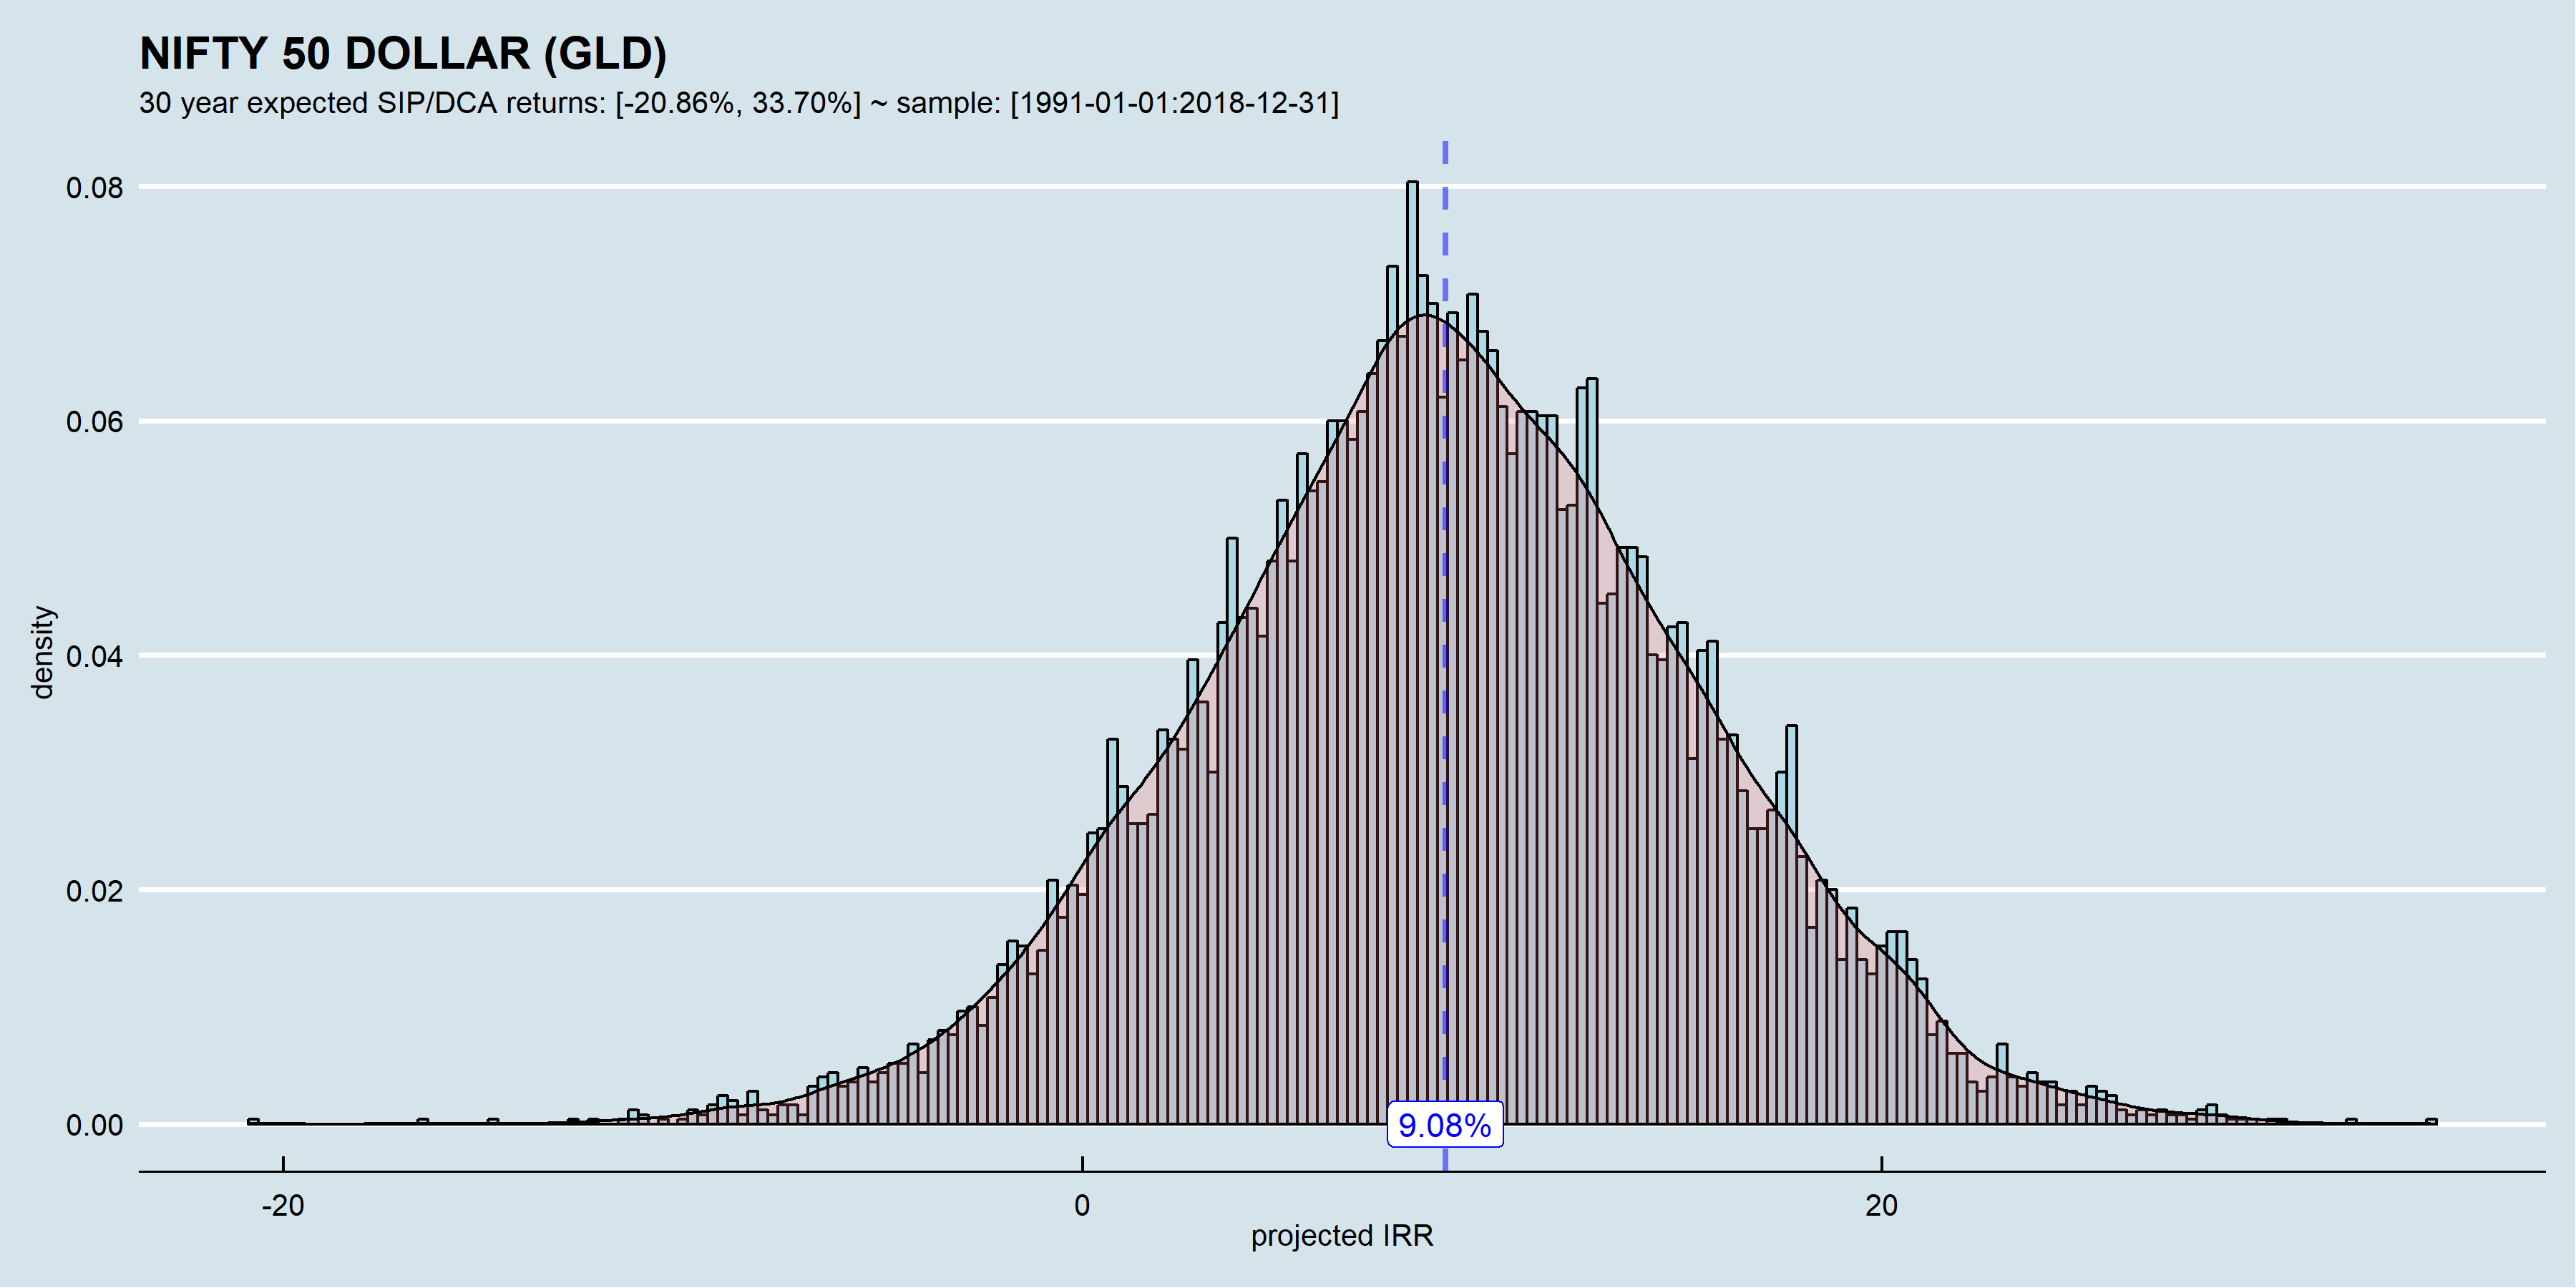 NIFTY 50 DOLLAR (GLD)
30 year expected SIP/DCA returns: [-20.86%, 33.70%] ~ sample: [1991-01-01:2018-12-31]
0.08
0.06
0.04
0.02
0.00
density
9.08%
-20
0
20
projected IRR